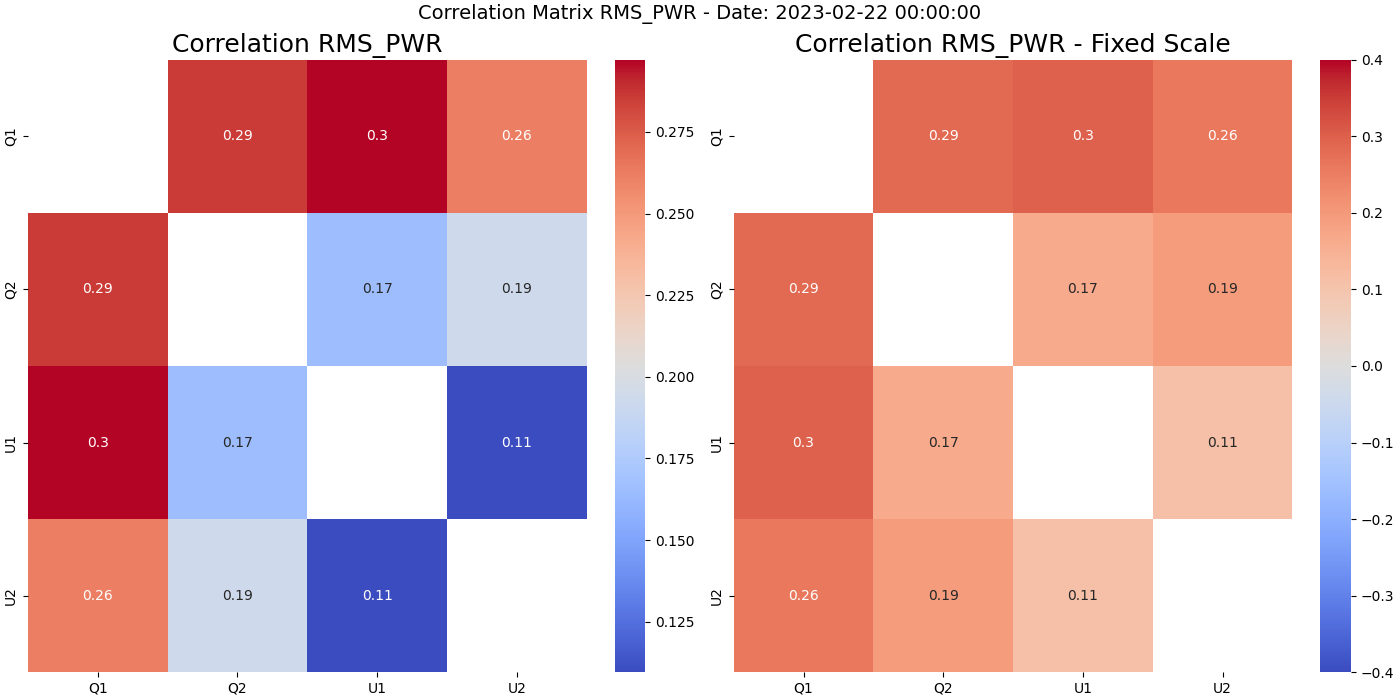 Correlation Matrix RMS_PWR - Date: 2023-02-22 00:00:00
Correlation RMS_PWR
Q1
0.29
0.3
0.26
Q2
0.29
0.17
0.19
U1
0.3
0.17
0.11
U2
0.26
0.19
0.11
Q1
Q2
U1
U2
0.275
0.250
0.225
0.200
0.175
0.150
0.125
Correlation RMS_PWR - Fixed Scale
Q1
0.29
0.3
0.26
Q2
0.29
0.17
0.19
U1
0.3
0.17
0.11
U2
0.26
0.19
0.11
Q1
Q2
U1
U2
0.4
0.3
0.2
0.1
0.0
−0.1
−0.2
−0.3
−0.4